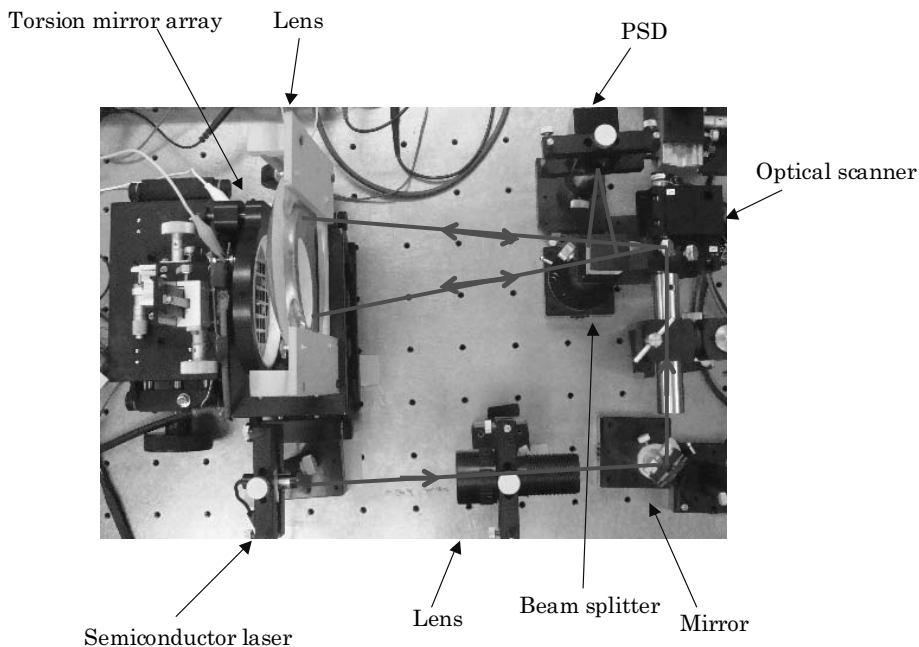 Torsion mirror array
Lens
PSD
Optical scanner
Semiconductor laser
Lens
Beam splitter
Mirror